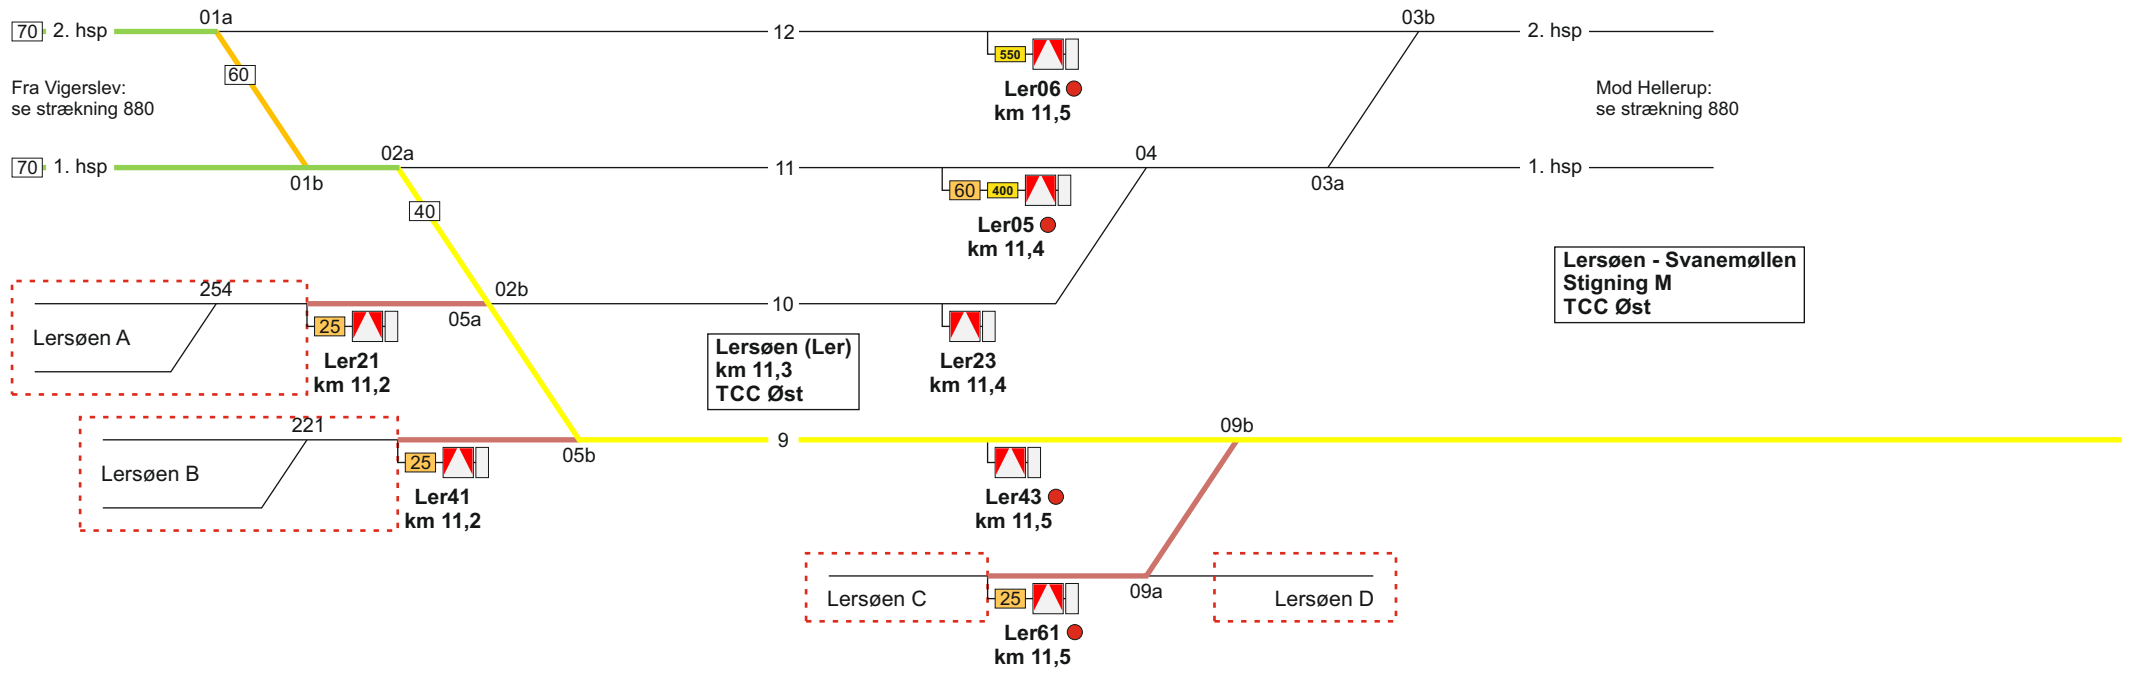 01a
03b
70 2. hsp
12
2. hsp
550
60
Fra Vigerslev:
se strækning 880
Ler06
km 11,5
Mod Hellerup:
se strækning 880
02a
04
70 1. hsp
11
1. hsp
01b
03a
60 400
40
Ler05
km 11,4
Lersøen - Svanemøllen
Stigning M
TCC Øst
254
02b
10
05a
25
Lersøen A
Ler21
km 11,2
Lersøen (Ler)
km 11,3
TCC Øst
Ler23
km 11,4
221
09b
9
05b
25
Lersøen B
Ler41
km 11,2
Ler43
km 11,5
09a
Lersøen C
25
Lersøen D
Ler61
km 11,5